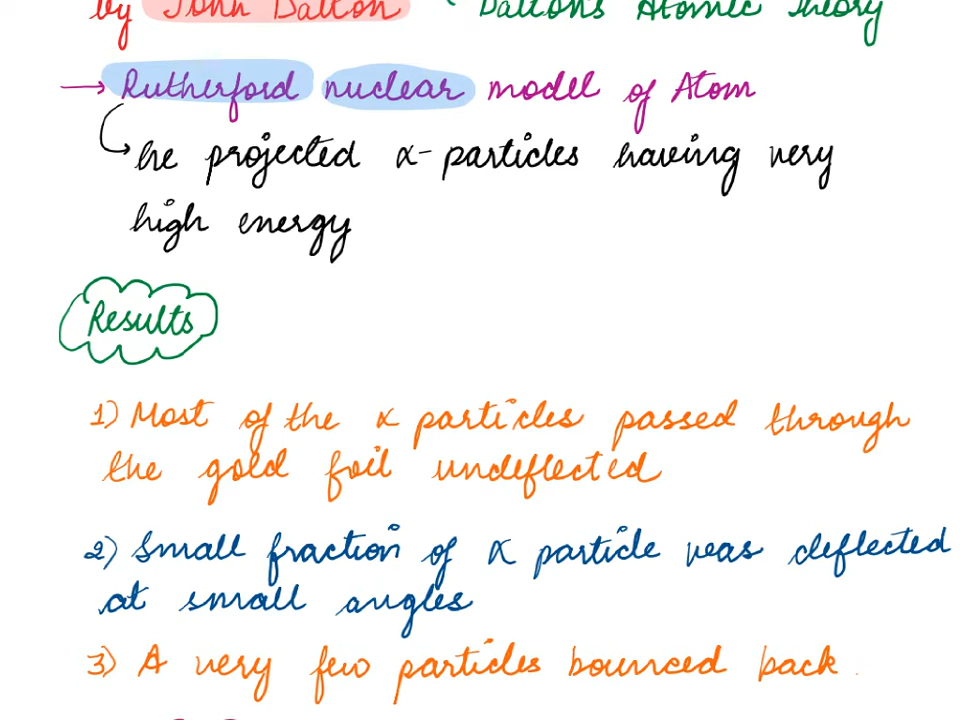 by John Dalton Dalton's Atomic Theory
→ Rutherford nuclear model of Atom
he projected α-particles having very
high energy
Results
1) Most of the α particles passed through
the gold foil undeflected
2) Small fraction of α particle was deflected
at small angles
3) A very few particles bounced back.